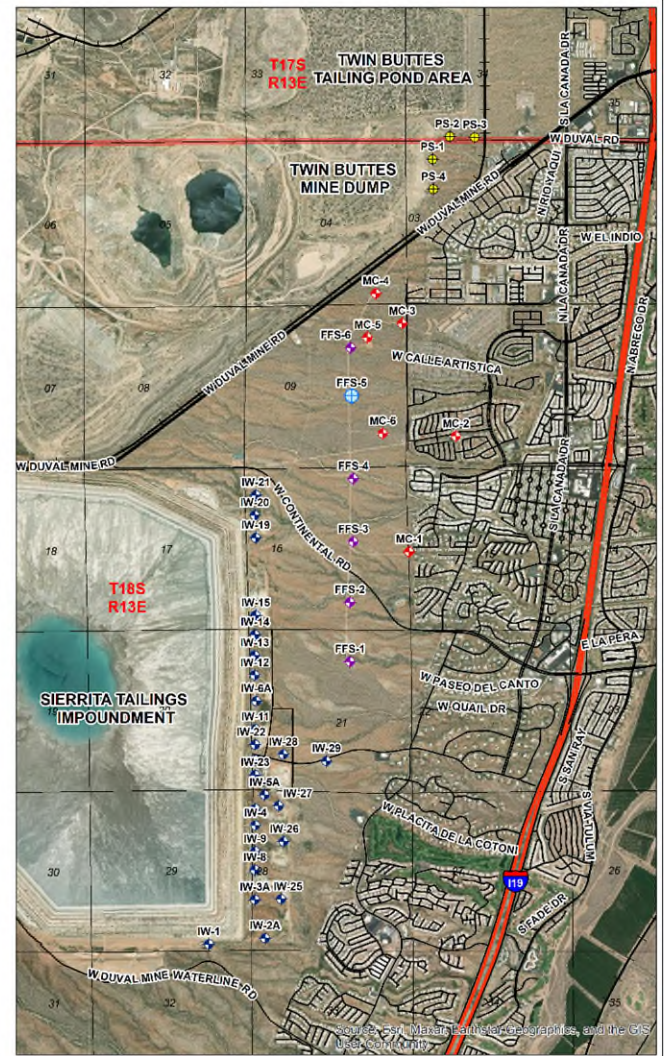 TWIN BUTTES
TAILING POND AREA
T17S
R13E
31
32
33
34
35
S LA CANADA DR
PS-2
PS-3
W DUVAL RD
PS-1
TWIN BUTTES
MINE DUMP
PS-4
N RIO YAQUI
06
05
04
03
02
W DUVAL MINE RD
W EL INDIO
N LA CANADA DR
N ABREGO DR
MC-4
MC-3
MC-5
FFS-6
W CALLE ARTISTICA
W DUVAL MINE RD
07
08
09
FFS-5
MC-6
MC-2
W DUVAL MINE RD
FFS-4
S LA CANADA DR
IW-21
IW-20
IW-19
W CONTINENTAL RD
18
17
16
FFS-3
MC-1
14
T18S
R13E
FFS-2
IW-15
IW-14
IW-13
IW-12
E LA PERA
FFS-1
W PASEO DEL CANTO
IW-6A
SIERRITA TAILINGS
IMPOUNDMENT
19
IW-11
W QUAIL DR
21
22
23
IW-22
IW-28
IW-29
S SAN RAY
IW-23
IW-5A
IW-27
S VIA TULUM
IW-4
W PLACITA DE LA COTONI
IW-26
IW-9
IW-8
30
29
28
26
I19
IW-3A
IW-25
S FADE DR
IW-1
IW-2A
W DUVAL MINE WATERLINE RD
31
32
34
35
Source: Esri, Maxar, Earthstar Geographics, and the GIS
User Community